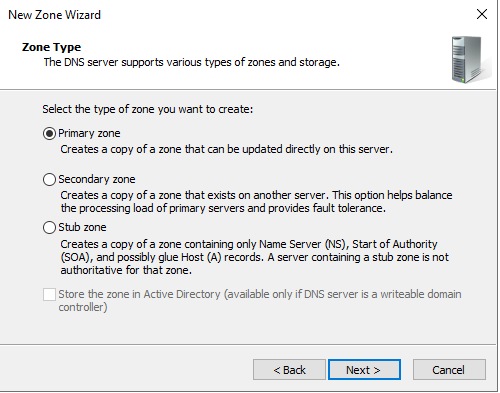 New Zone Wizard
Zone Type
The DNS server supports various types of zones and storage.
Select the type of zone you want to create:
Primary zone
Creates a copy of a zone that can be updated directly on this server.
Secondary zone
Creates a copy of a zone that exists on another server. This option helps balance
the processing load of primary servers and provides fault tolerance.
Stub zone
Creates a copy of a zone containing only Name Server (NS), Start of Authority
(SOA), and possibly glue Host (A) records. A server containing a stub zone is not
authoritative for that zone.
Store the zone in Active Directory (available only if DNS server is a writeable domain
controller)
< Back Next > Cancel